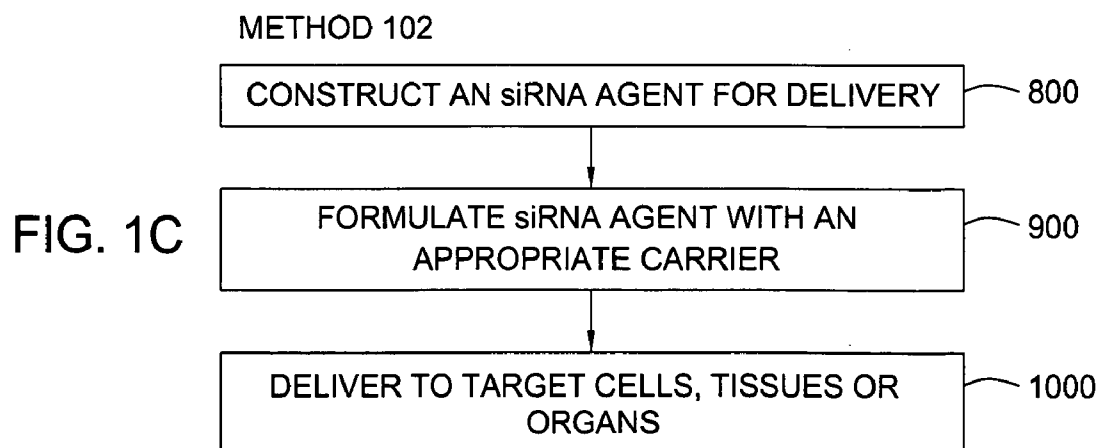 METHOD 102
CONSTRUCT AN siRNA AGENT FOR DELIVERY
800
FIG. 1C
FORMULATE siRNA AGENT WITH AN
APPROPRIATE CARRIER
900
DELIVER TO TARGET CELLS, TISSUES OR
ORGANS
1000